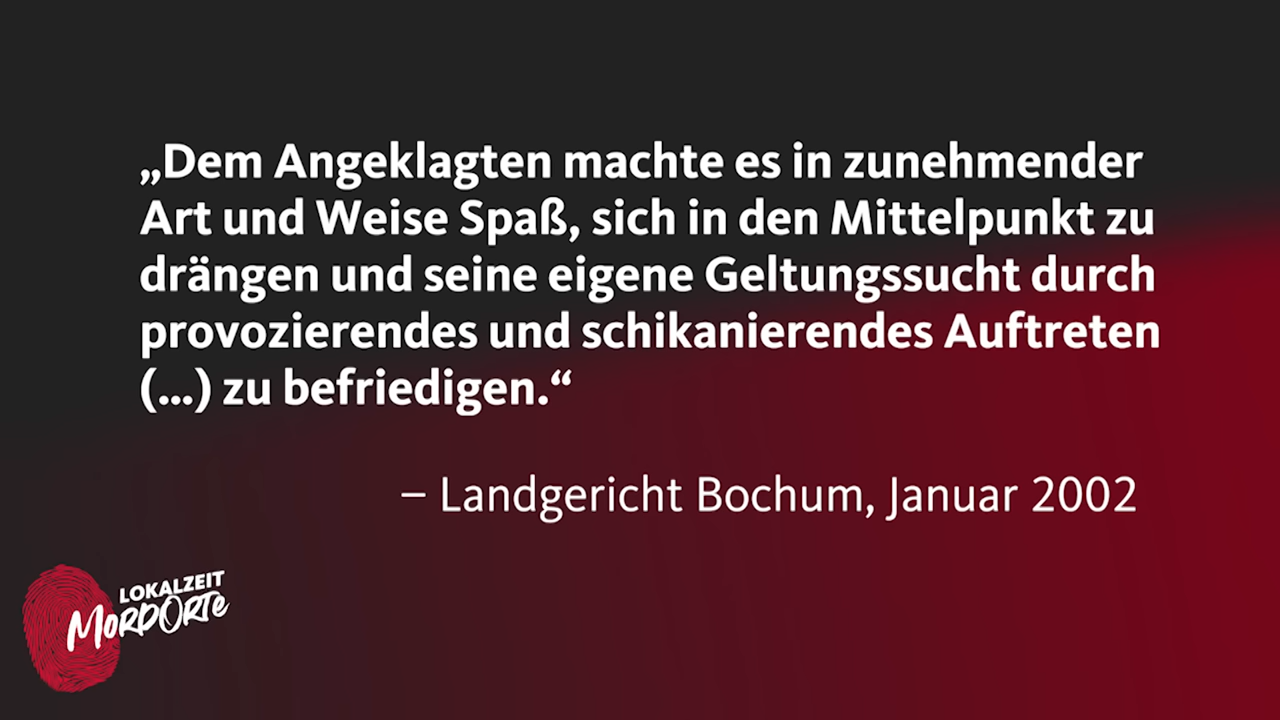 „Dem Angeklagten machte es in zunehmender
Art und Weise Spaß, sich in den Mittelpunkt zu
drängen und seine eigene Geltungssucht durch
provozierendes und schikanierendes Auftreten
(...) zu befriedigen.“
– Landgericht Bochum, Januar 2002
LOKALZEIT
MORDORTe